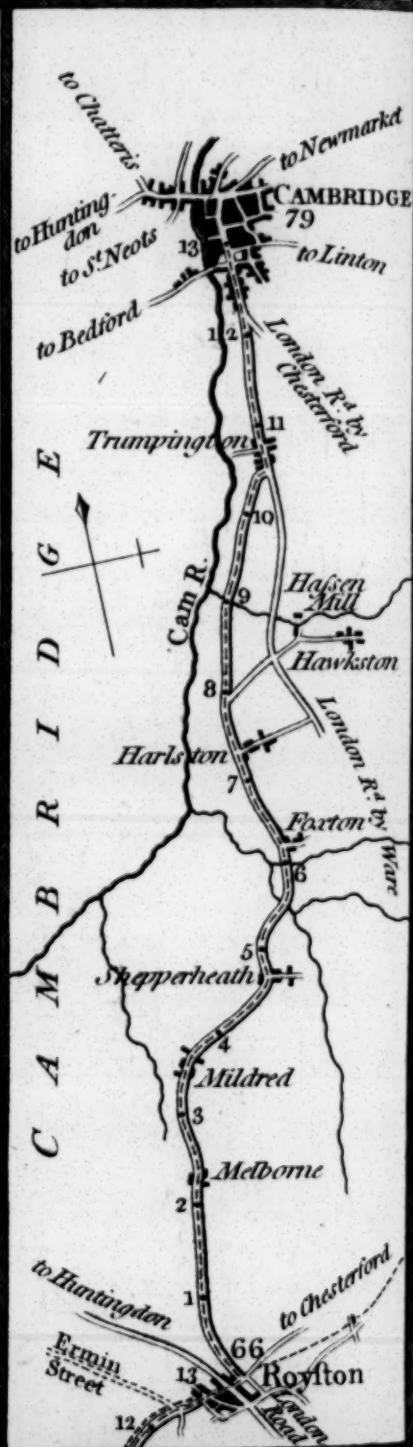 to Chatteris
to Newmarket
CAMBRIDGE
79
to Hunting-
don
to St. Neots
13
to Linton
to Bedford
12
London Rd. by
Chesterford
11
Trumpington
10
Cam R.
9
Haſsen
Mill
Hawkston
8
London Rd. by Ware
Harlston
7
Foxton
6
5
Shepperheath
4
Mildred
3
Melborne
2
CAMBRIDGE
1
to Huntingdon
to Chesterford
66
Ermin
Street
13
Royſton
London
Road
12